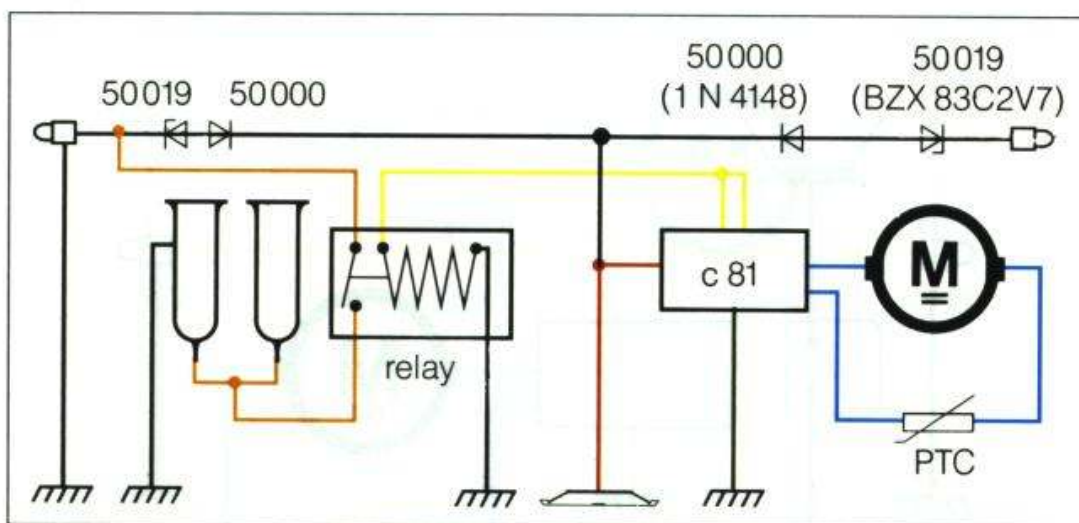 50019 50000
50000
(1 N 4148)
50019
(BZX 83C2V7)
relay
c 81
M
PTC